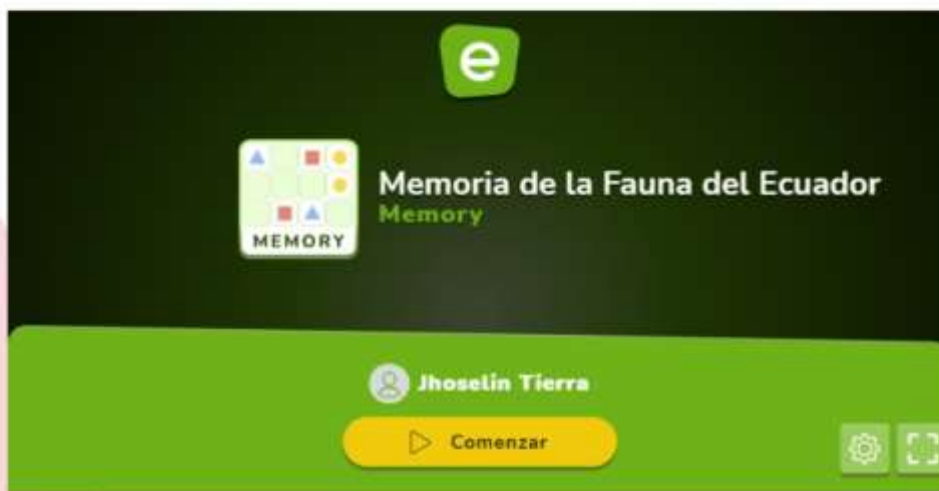 e
MEMORY
Memoria de la Fauna del Ecuador
Memory
Jhoselin Tierra
Comenzar